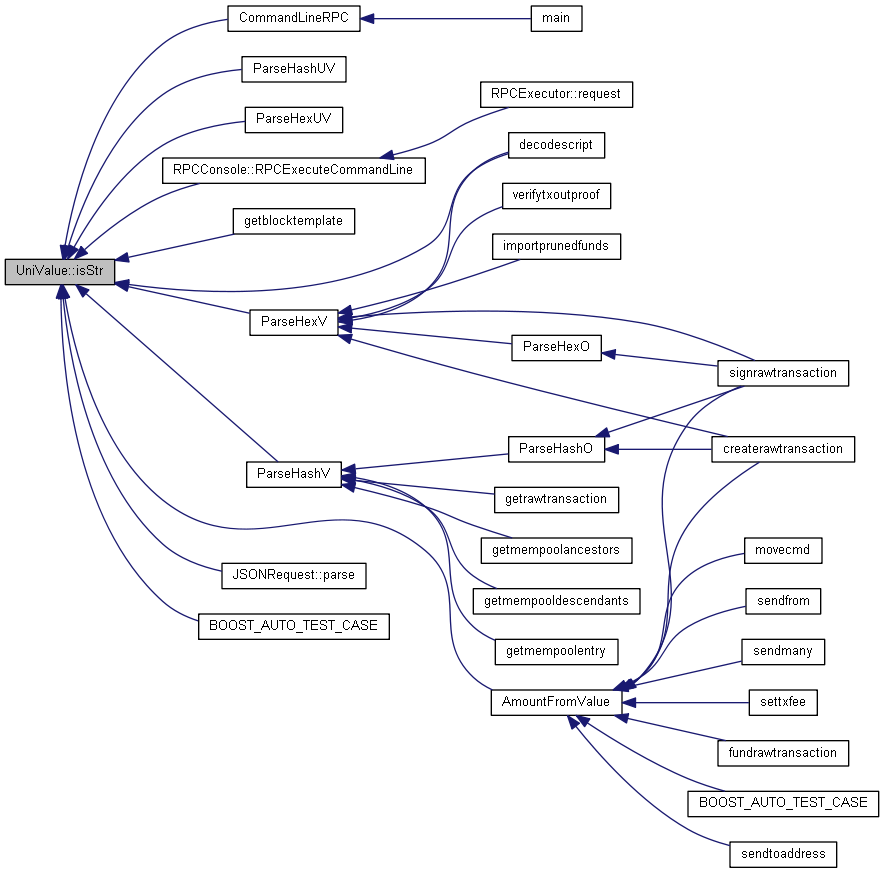 CommandLineRPC
main
ParseHashUV
RPCExecutor::request
ParseHexUV
decodescript
RPCConsole::RPCExecuteCommandLine
verifytxoutproof
getblocktemplate
importprunedfunds
UniValue::isStr
ParseHexV
ParseHexO
signrawtransaction
ParseHashO
createrawtransaction
ParseHashV
getrawtransaction
getmempoolancestors
movecmd
JSONRequest::parse
getmempooldescendants
sendfrom
BOOST_AUTO_TEST_CASE
getmempoolentry
sendmany
AmountFromValue
settxfee
fundrawtransaction
BOOST_AUTO_TEST_CASE
sendtoaddress